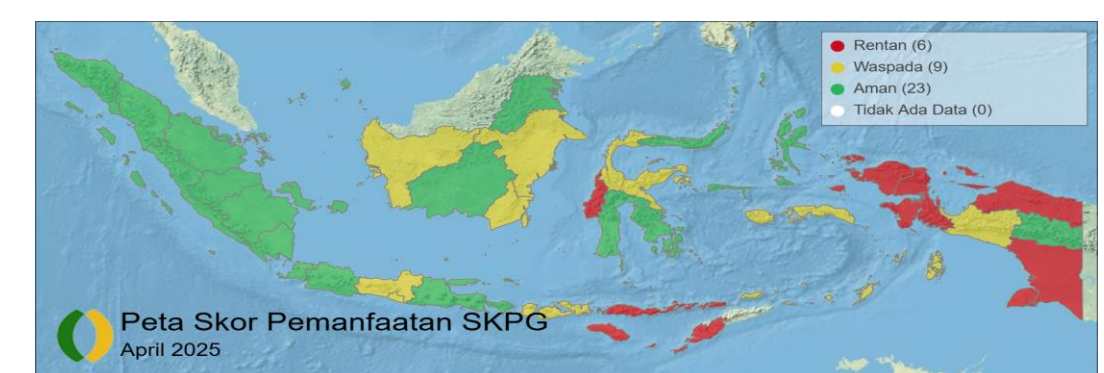 Rentan (6)
Waspada (9)
Aman (23)
Tidak Ada Data (0)
Peta Skor Pemanfaatan SKPG
April 2025